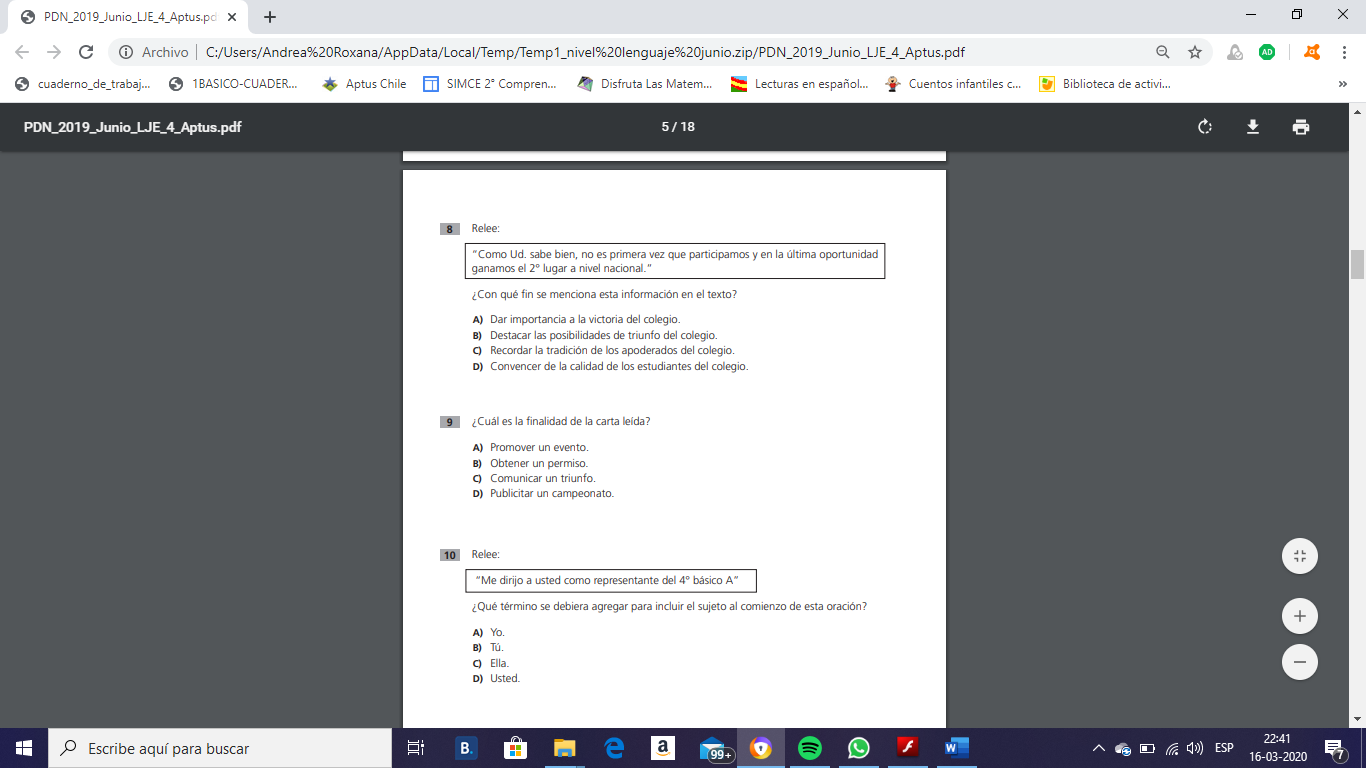 PDN_2019_Junio_LJE_4_Aptus.pd
Archivo
C:/Users/Andrea%20Roxana/AppData/Local/Temp/Temp1_nivel%20lenguaje%20junio.zip/PDN_2019_Junio_LJE_4_Aptus.pdf
AD
cuaderno_de_trabaj...
1BASICO-CUADER...
Aptus Chile
SIMCE 2° Compren...
Disfruta Las Matem...
Lecturas en español...
Cuentos infantiles c...
Biblioteca de activi...
»
PDN_2019_Junio_LJE_4_Aptus.pdf
5 / 18
8 Relee:
"Como Ud. sabe bien, no es primera vez que participamos y en la última oportunidad
ganamos el 2° lugar a nivel nacional."
¿Con qué fin se menciona esta información en el texto?
A) Dar importancia a la victoria del colegio.
B) Destacar las posibilidades de triunfo del colegio.
C) Recordar la tradición de los apoderados del colegio.
D) Convencer de la calidad de los estudiantes del colegio.
9 ¿Cuál es la finalidad de la carta leída?
A) Promover un evento.
B) Obtener un permiso.
C) Comunicar un triunfo.
D) Publicitar un campeonato.
10 Relee:
"Me dirijo a usted como representante del 4° básico A"
¿Qué término se debiera agregar para incluir el sujeto al comienzo de esta oración?
A) Yo.
B) Tú.
C) Ella.
D) Usted.
Escribe aquí para buscar
B.
a
99+
W
ESP
22:41
16-03-2020
7